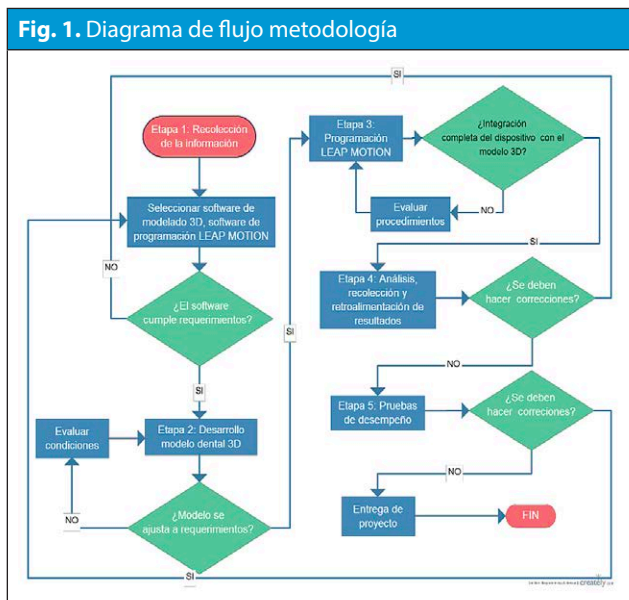 Fig. 1. Diagrama de flujo metodología
SI
Etapa 1: Recolección
de la información
Seleccionar software de
modelado 3D, software de
programación LEAP MOTION
NO
¿El software
cumple requerimientos?
SI
Evaluar
condiciones
Etapa 2: Desarrollo
modelo dental 3D
NO
¿Modelo se
ajusta a requerimientos?
SI
Etapa 3:
Programación
LEAP MOTION
¿Integración
completa del dispositivo con el
modelo 3D?
Evaluar
procedimientos
NO
SI
Etapa 4: Análisis,
recolección y
retroalimentación de
resultados
¿Se deben
hacer correcciones?
NO
Etapa 5: Pruebas
de desempeño
¿Se deben
hacer correciones?
NO
Entrega de
proyecto
FIN
SI
creately